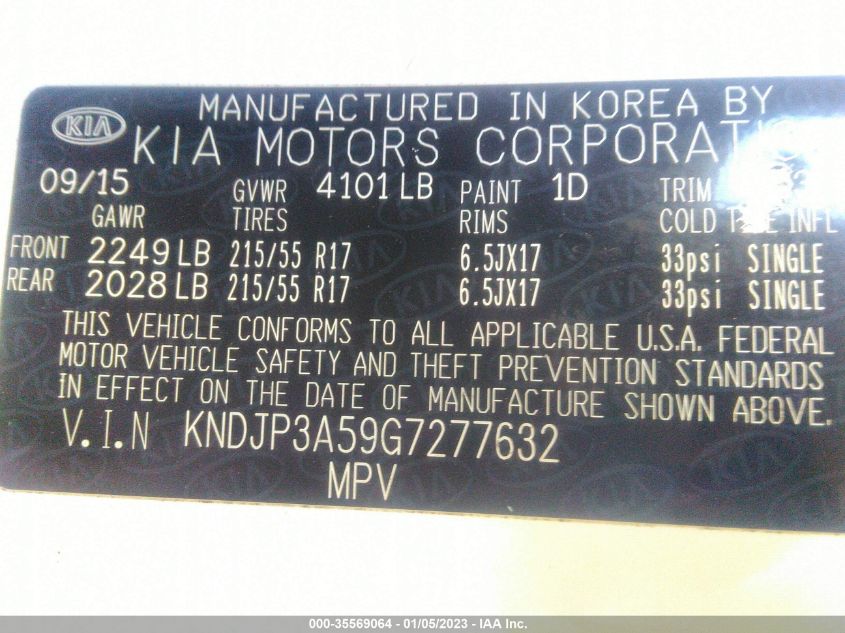 MANUFACTURED IN KOREA BY
KIA KIA MOTORS
09/15 GVWR 4101 LB PAINT 1D TRIM
GAWR TIRES RIMS COLD
FRONT 2249 LB 215/55 R17 6.5JX17 33psi SINGLE
REAR 2028 LB 215/55 R17 6.5JX17 33psi SINGLE
THIS VEHICLE CONFORMS TO ALL APPLICABLE U.S.A. FEDERAL
MOTOR VEHICLE SAFETY AND THEFT PREVENTION STANDARDS
IN EFFECT ON THE DATE OF MANUFACTURE SHOWN ABOVE.
V.I.N KNDJP3A59G7277632
MPV
000-35569064 - 01/05/2023 - IAA Inc.